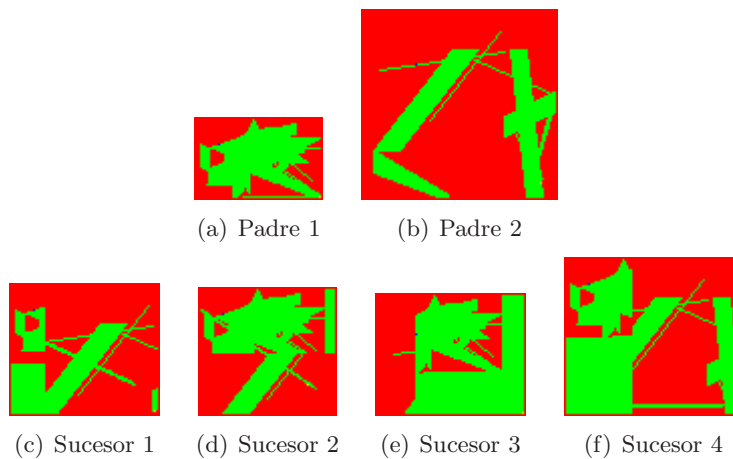 (a) Padre 1
(b) Padre 2
(c) Sucesor 1
(d) Sucesor 2
(e) Sucesor 3
(f) Sucesor 4